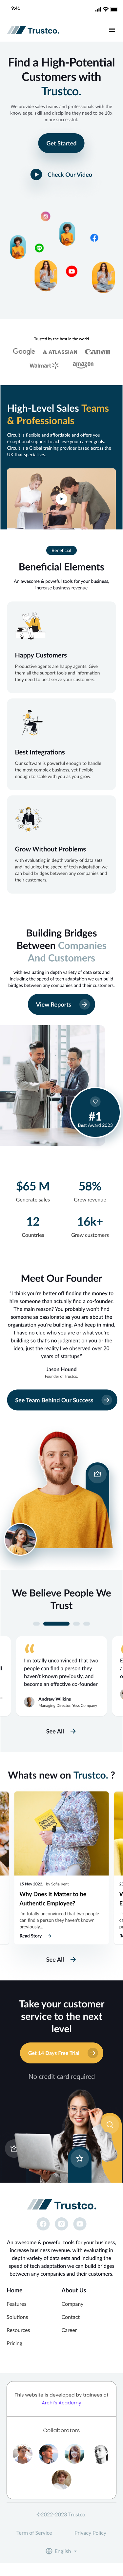 9:41
Trustco.
Find a High-Potential
Customers with
Trustco.
We provide sales teams and premiumsales with the
knowledge, skill and discipline they need to be 10x
more successful.
Get Started
Check Our Video
Trusted by the best in the world
Google
ATLASSIAN
Canon
Walmart
amazon
High-Level Sales Teams
& Professionals
Circuit is flexible and affordable offers you
exceptional support to advance your career goals.
Circuit is a Global training provider based across the
UK that specialises
Beneficial
Beneficial Elements
An awesome & powerful tools for your business,
increase business revenue
Happy Customers
Productive agents are happy agents. Give
them all the support tools and information
they need to best serve your customers.
Best Integrations
Our software is powerful enough to handle
the most complex business, yet flexible
enough to scale with you as you grow.
Grow Without Problems
with evaluating in depth variety of data sets
and including the speed of evaluation we
can build bridges between any companies
and their customers.
Building Bridges
Between Companies
And Customers
with evaluating in depth variety of data sets and
including the speed of tech adaptation we can build
bridges between any companies and their customers.
View Reports
#1
Best Award 2023
$65 M
Generate sales
58%
Grew revenue
12
Countries
16k+
Grew customers
Meet Our Founder
"I think you're better off finding the money to
hire someone than actually find a co-founder.
The main reason? You probably won't find
someone as passionate as you are about the
organization you're building. And keep in mind,
I have no clue who you are or what you're
building so that's no judgment on you or the
idea, just the reality I've observed over 20
years of startups."
Jason Hound
Founder of Trustco.
See Team Behind Our Success
We Believe People We
Trust
I'm totally unconvinced that two
people can find a person they
haven't known previously, and
become an effective co-founder
Andrew Wilkins
Managing Director, Vexo Company
See All
Whats new on Trustco. ?
15 Nov 2022, by Safiu Kent
Why Does It Matter to be
Authentic Employee?
I'm totally unconvinced that two people
can find a person they haven't known
previously...
Read Story
See All
Take your customer
service to the next
level
Get 14 Days Free Trial
No credit card required
Trustco.
An awesome & powerful tools for your business,
increase business revenue. with evaluating in
depth variety of data sets and including the
speed of tech adaptation we can build bridges
between any companies and their customers.
Home
About Us
Features
Company
Solutions
Contact
Resources
Career
Pricing
This website is developed by trainees at
Archi's Academy
Collaborators
©2022-2023 Trustco.
Term of Service
Privacy Policy
English